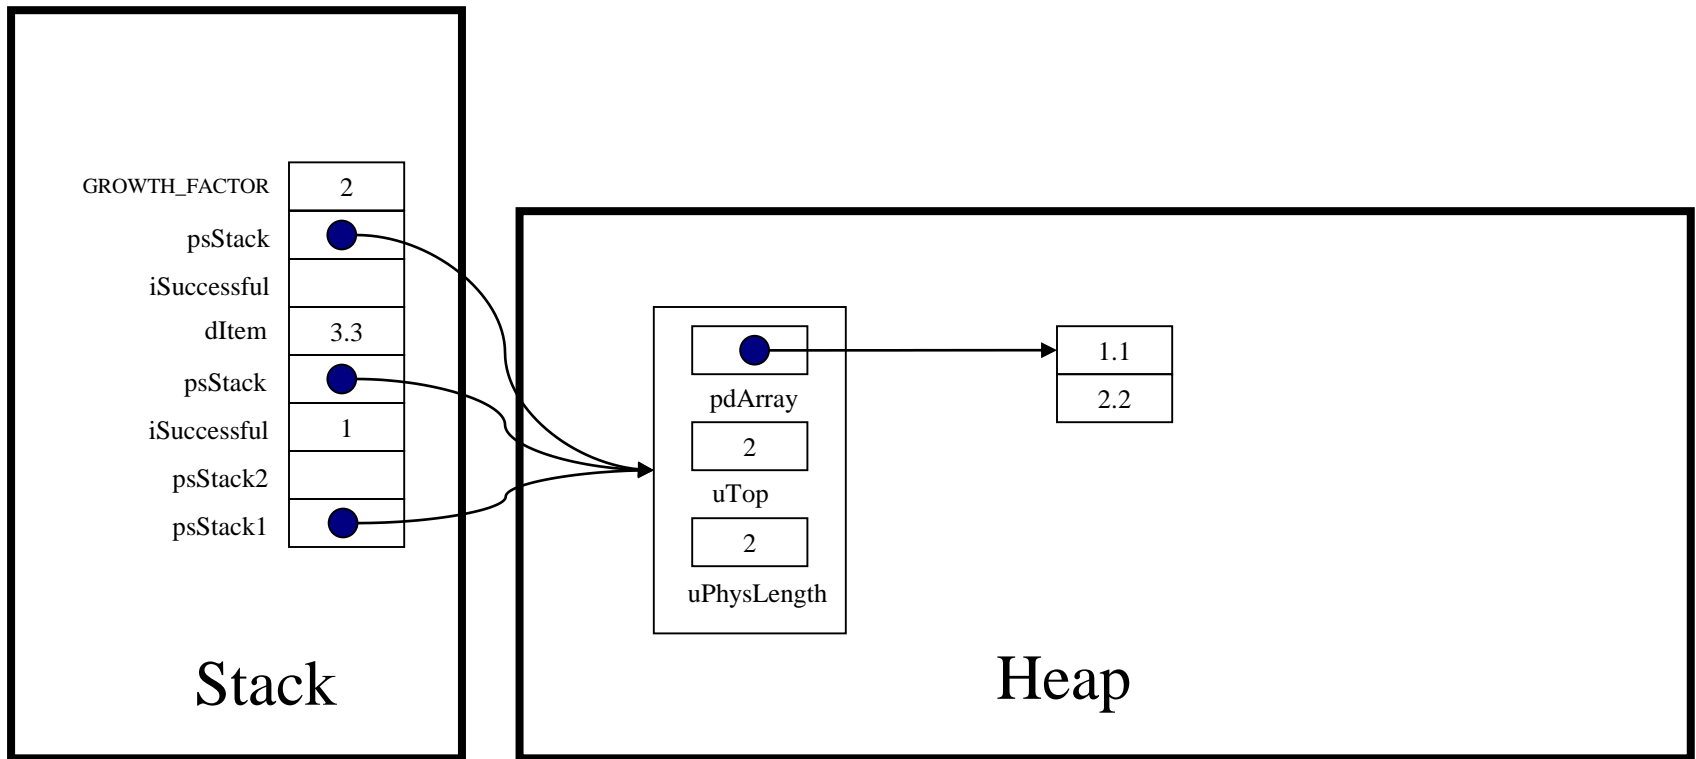 GROWTH_FACTOR 2
psStack
iSuccessful
dItem 3.3
psStack
iSuccessful 1
psStack2
psStack1
Stack
pdArray
2
uTop
2
uPhysLength
1.1
2.2
Heap